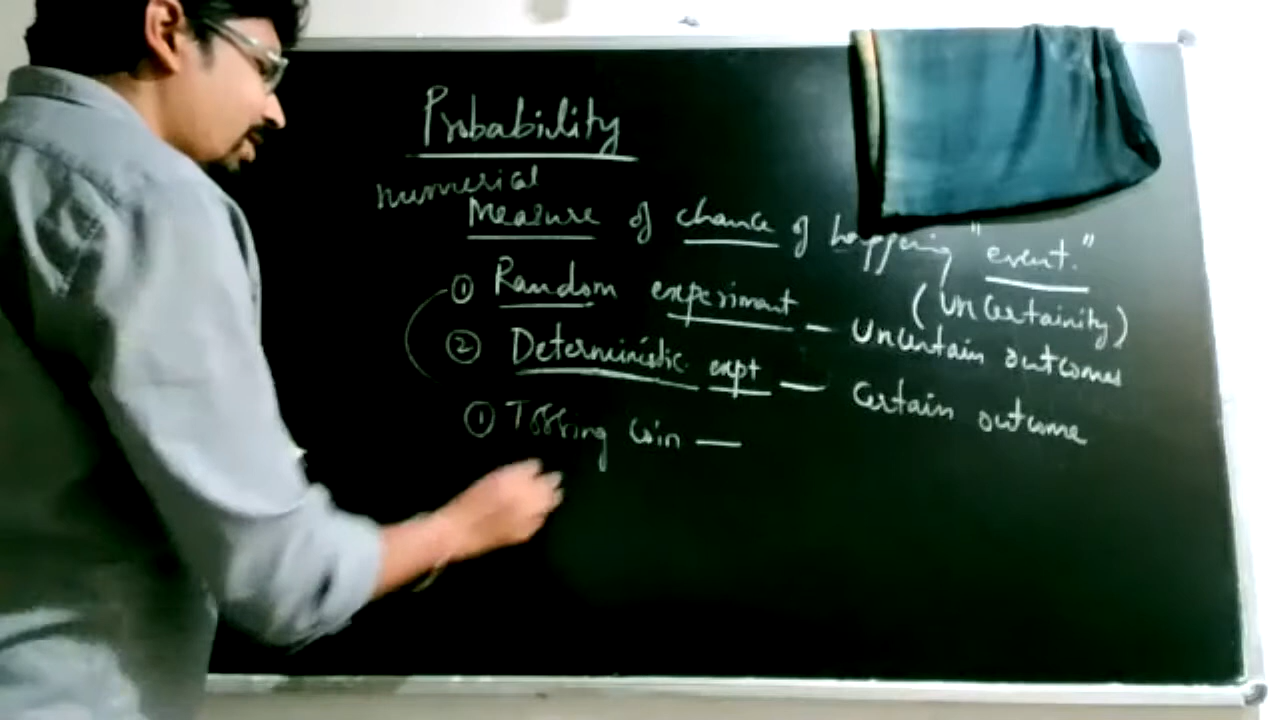 Probability
numerial
Measure of chance of happening "event."
(uncertainity)
① Random experiment — uncertain outcomes
② Deterministic expt — Certain outcome
① Tossing Coin —